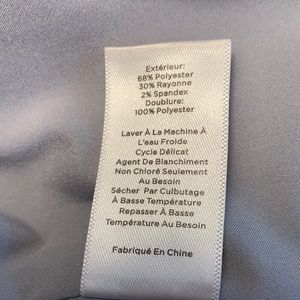 Extérieur:
68% Polyester
30% Rayonne
2% Spandex
Doublure:
100% Polyester
Laver À La Machine À
L'eau Froide
Cycle Délicat
Agent De Blanchiment
Non Chloré Seulement
Au Besoin
Sécher Par Culbutage
À Basse Température
Repasser À Basse
Température Au Besoin
Fabriqué En Chine